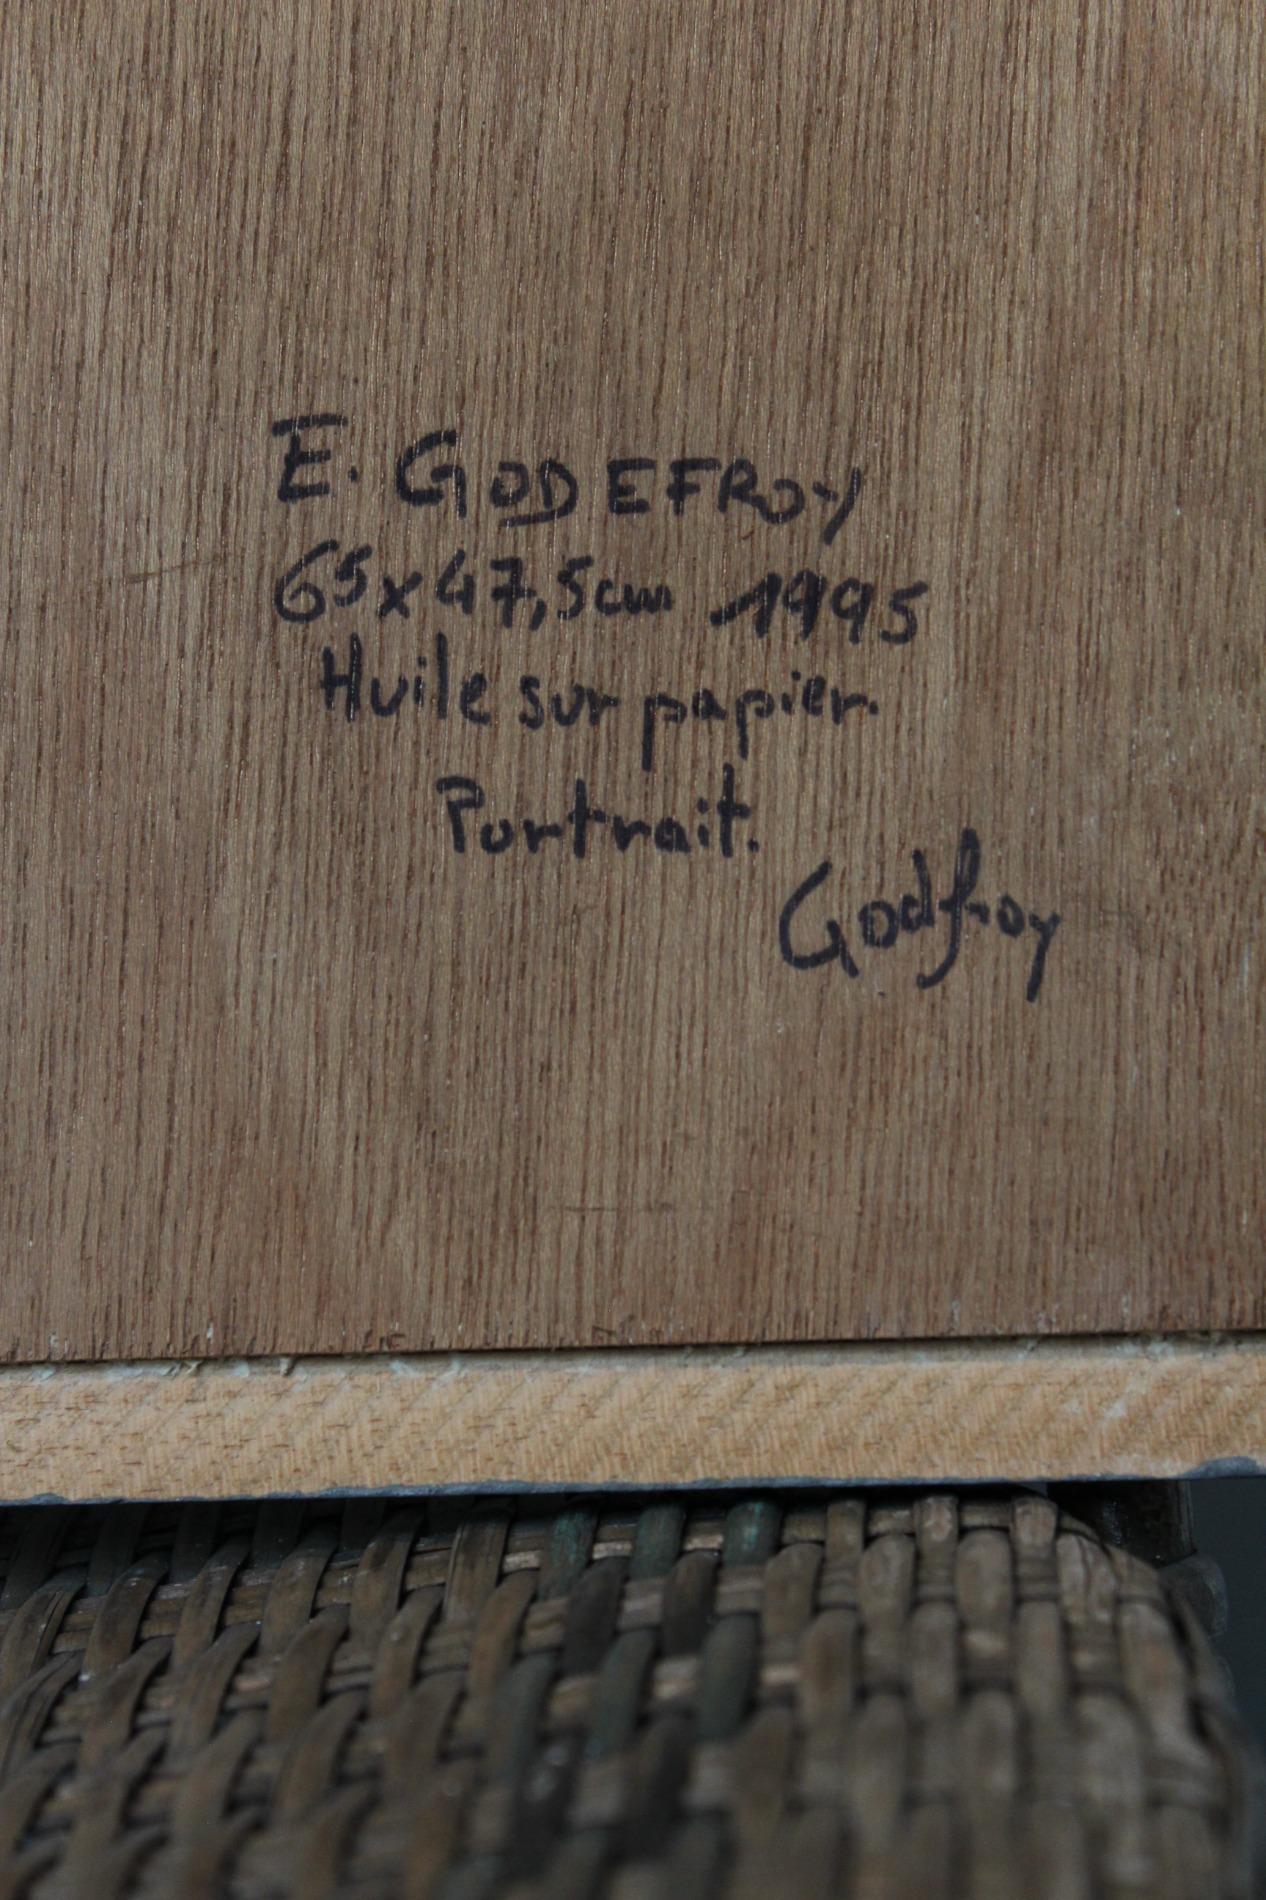 E. GODEFROY
65x47,5cm 1995
Huile sur papier.
Portrait.
Godfroy